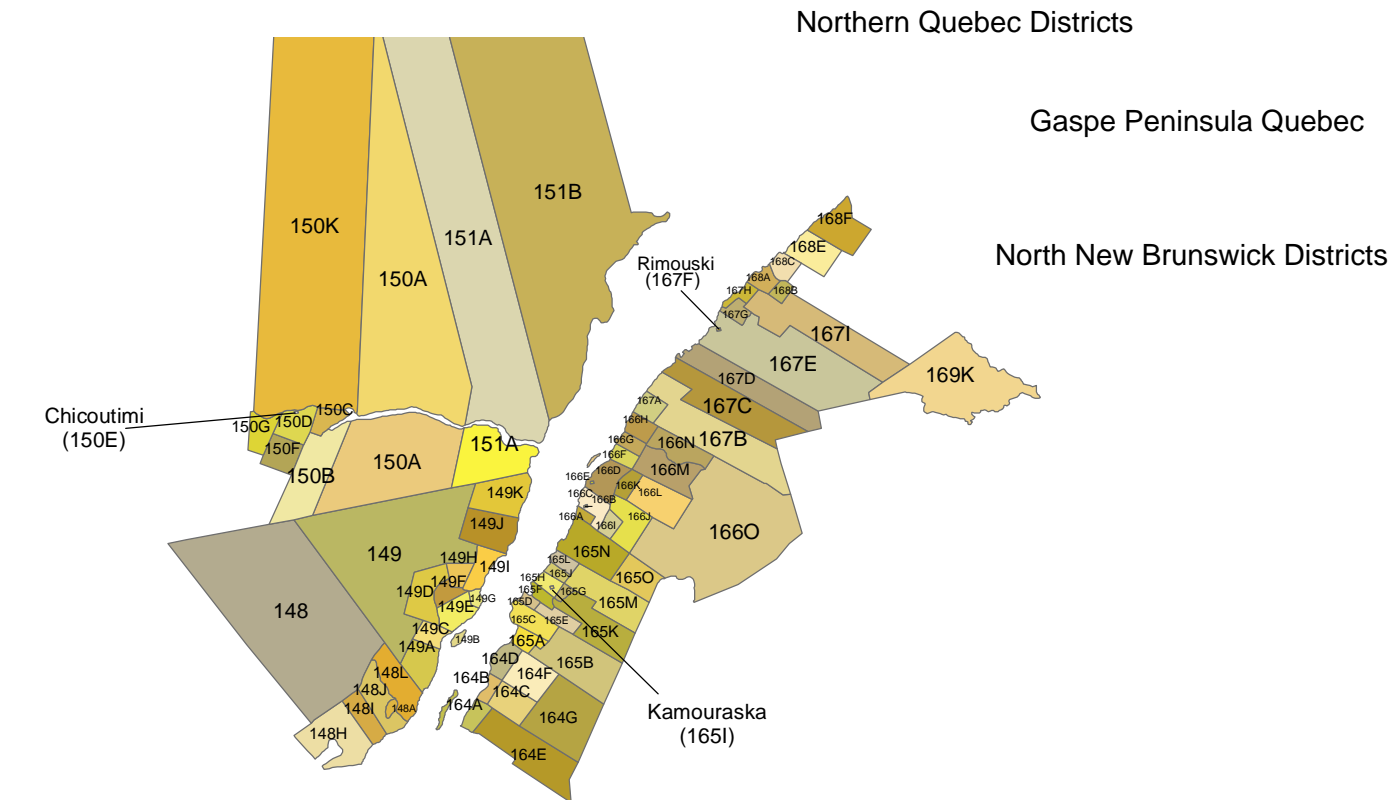 Northern Quebec Districts
Gaspe Peninsula Quebec
North New Brunswick Districts
151B
168F
150K
151A
168E
168C
Rimouski
(167F)
150A
168A
168B
167H
167G
167I
167E
169K
167D
150C
167A
167C
Chicoutimi
(150E)
150G
150D
166H
150F
151A
166G
166N
167B
166F
150A
166D
166M
150B
166E
166K
149K
166C
166B
166L
166A
166J
149J
166I
166O
149
149H
165N
149I
165L
165J
165H
165O
149F
149D
165F
165G
149G
165D
165M
148
149E
165C
165E
149C
165K
149B
165A
149A
164D
165B
148L
164F
164B
148J
164C
164A
148I
148A
Kamouraska
(165I)
164G
148H
164E